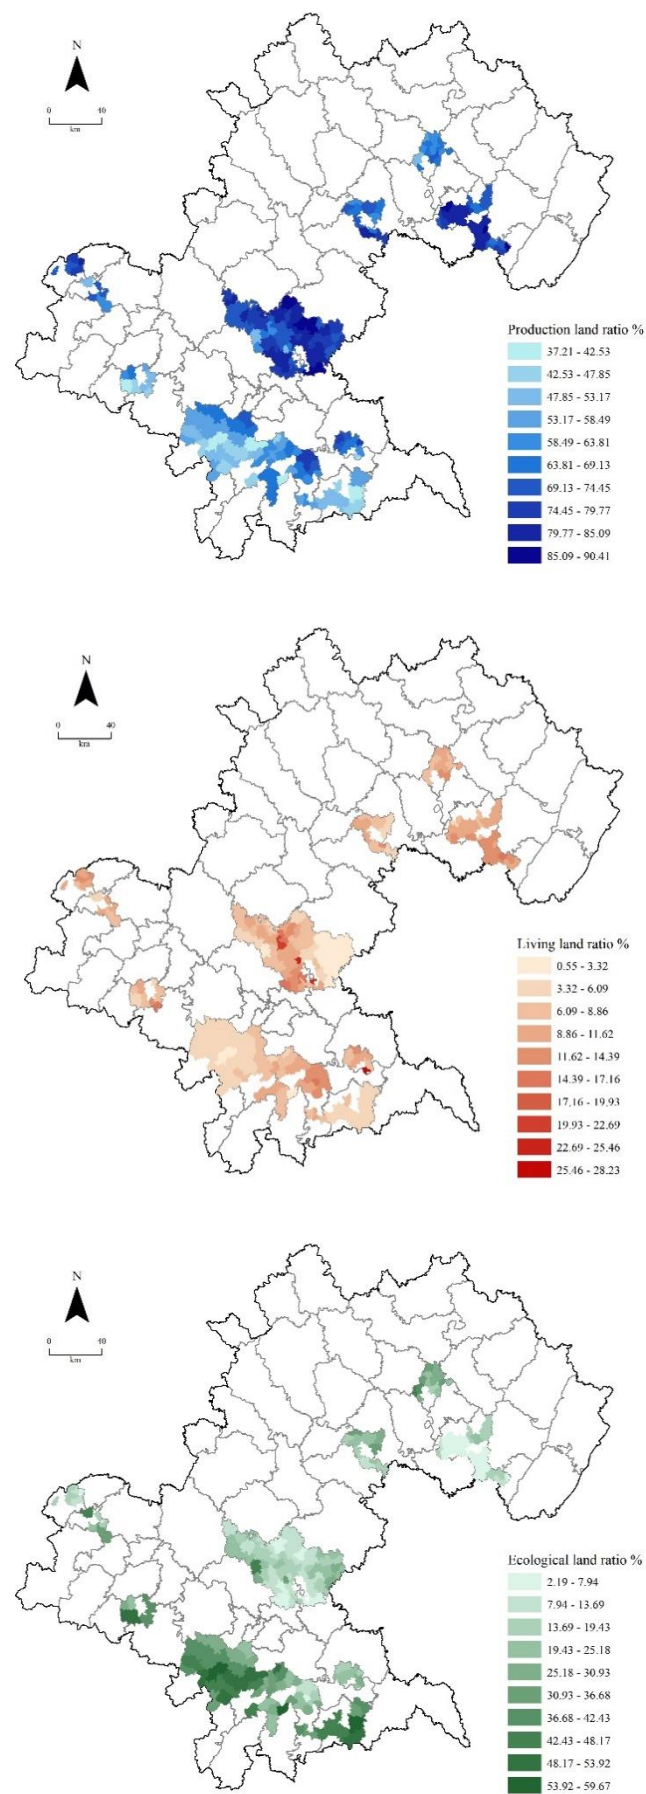 N
0 40
km
Production land ratio %
37.21 - 42.53
42.53 - 47.85
47.85 - 53.17
53.17 - 58.49
58.49 - 63.81
63.81 - 69.13
69.13 - 74.45
74.45 - 79.77
79.77 - 85.09
85.09 - 90.41
N
0 40
km
Living land ratio %
0.55 - 3.32
3.32 - 6.09
6.09 - 8.86
8.86 - 11.62
11.62 - 14.39
14.39 - 17.16
17.16 - 19.93
19.93 - 22.69
22.69 - 25.46
25.46 - 28.23
N
0 40
km
Ecological land ratio %
2.19 - 7.94
7.94 - 13.69
13.69 - 19.43
19.43 - 25.18
25.18 - 30.93
30.93 - 36.68
36.68 - 42.43
42.43 - 48.17
48.17 - 53.92
53.92 - 59.67